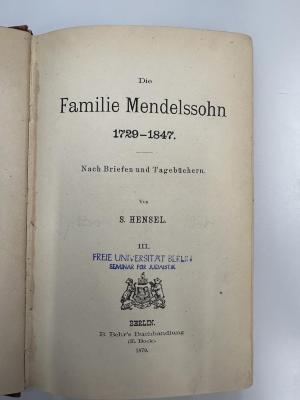 Die
Familie Mendelssohn
1729-1847.
Nach Briefen und Tagebüchern.
Von
S. HENSEL.
III.
FREIE UNIVERSITÄT BERLIN
SEMINAR FÜR JUDAISTIK
BERLIN.
B. Behr's Buchhandlung
(E. Bock).
1879.